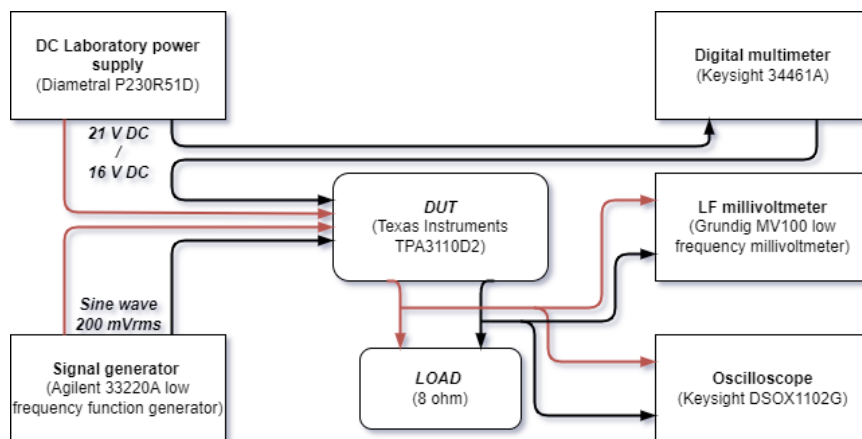 DC Laboratory power
supply
(Diametral P230R51D)
Digital multimeter
(Keysight 34461A)
21 V DC
/
16 V DC
DUT
(Texas Instruments
TPA3110D2)
LF millivoltmeter
(Grundig MV100 low
frequency millivoltmeter)
Sine wave
200 mVrms
Signal generator
(Agilent 33220A low
frequency function generator)
LOAD
(8 ohm)
Oscilloscope
(Keysight DSOX1102G)